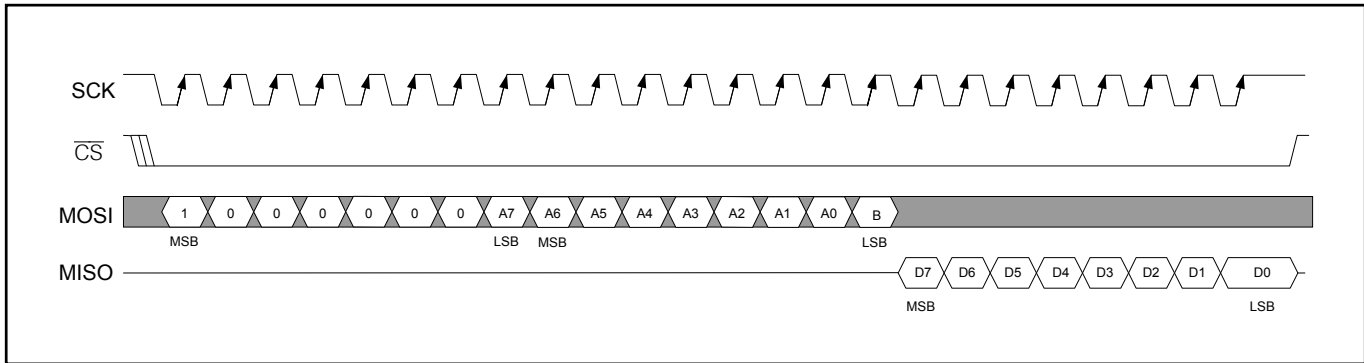 SCK
CS
MOSI 1 0 0 0 0 0 0 A7 A6 A5 A4 A3 A2 A1 A0 B
MSB LSB MSB LSB
MISO D7 D6 D5 D4 D3 D2 D1 D0
MSB LSB